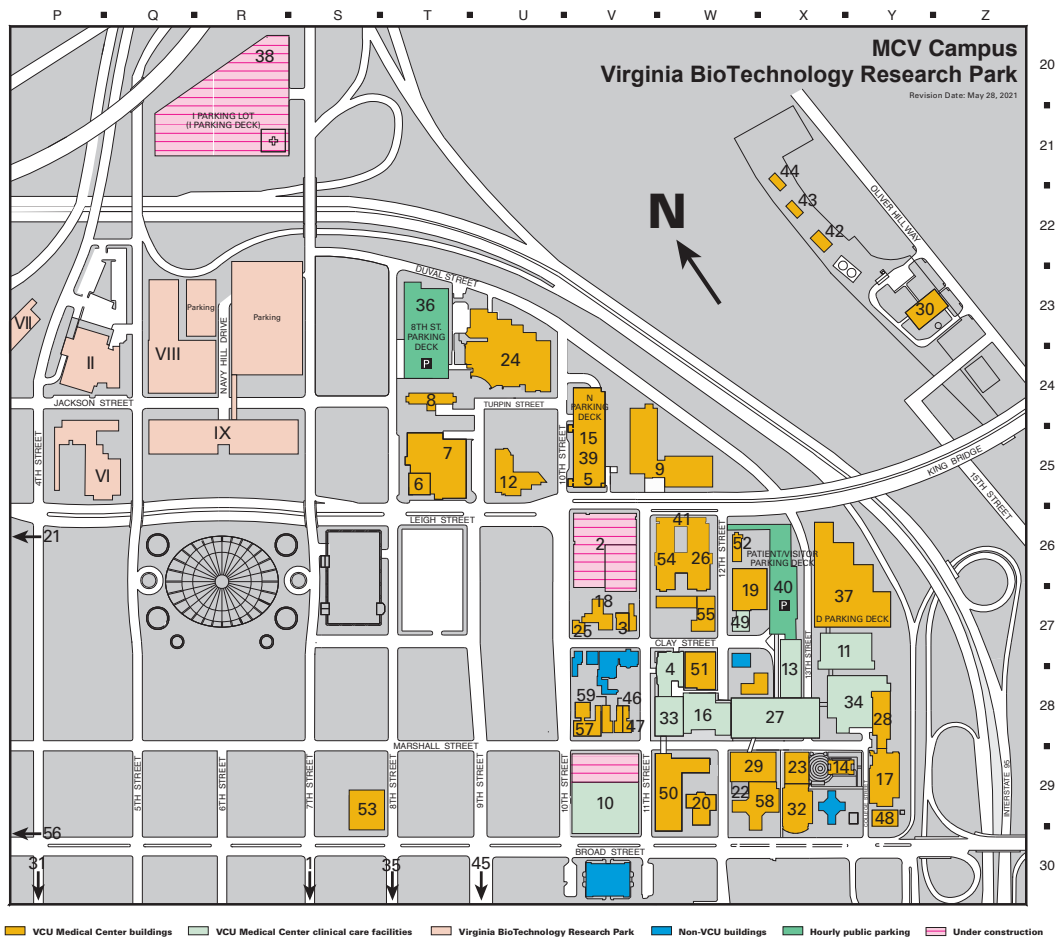 P Q R S T U V W X Y Z
MCV Campus
Virginia BioTechnology Research Park
Revision Date: May 28, 2021
20
21
22
23
24
25
26
27
28
29
30
38
I PARKING LOT
(I PARKING DECK)
44
43
42
OLIVER HILL WAY
N
30
DUVAL STREET
36
8TH ST.
PARKING
DECK
P
24
VII
II
VIII
Parking
Parking
NAVY HILL DRIVE
JACKSON STREET
8
TURPIN STREET
N
PARKING
DECK
15
39
5
10TH STREET
IX
VI
4TH STREET
7
6
12
9
KING BRIDGE
15TH STREET
LEIGH STREET
21
2
41
54
26
12TH STREET
52
PATIENT/VISITOR
PARKING DECK
40
P
19
49
37
D PARKING DECK
18
25
3
55
CLAY STREET
13TH STREET
11
4
51
13
59
46
57
47
33
16
27
34
28
MARSHALL STREET
5TH STREET
6TH STREET
7TH STREET
8TH STREET
9TH STREET
10TH STREET
11TH STREET
53
10
50
20
29
22
58
23
32
14
COLLEGE STREET
17
48
INTERSTATE 95
56
BROAD STREET
31
1
35
45
VCU Medical Center buildings
VCU Medical Center clinical care facilities
Virginia BioTechnology Research Park
Non-VCU buildings
Hourly public parking
Under construction